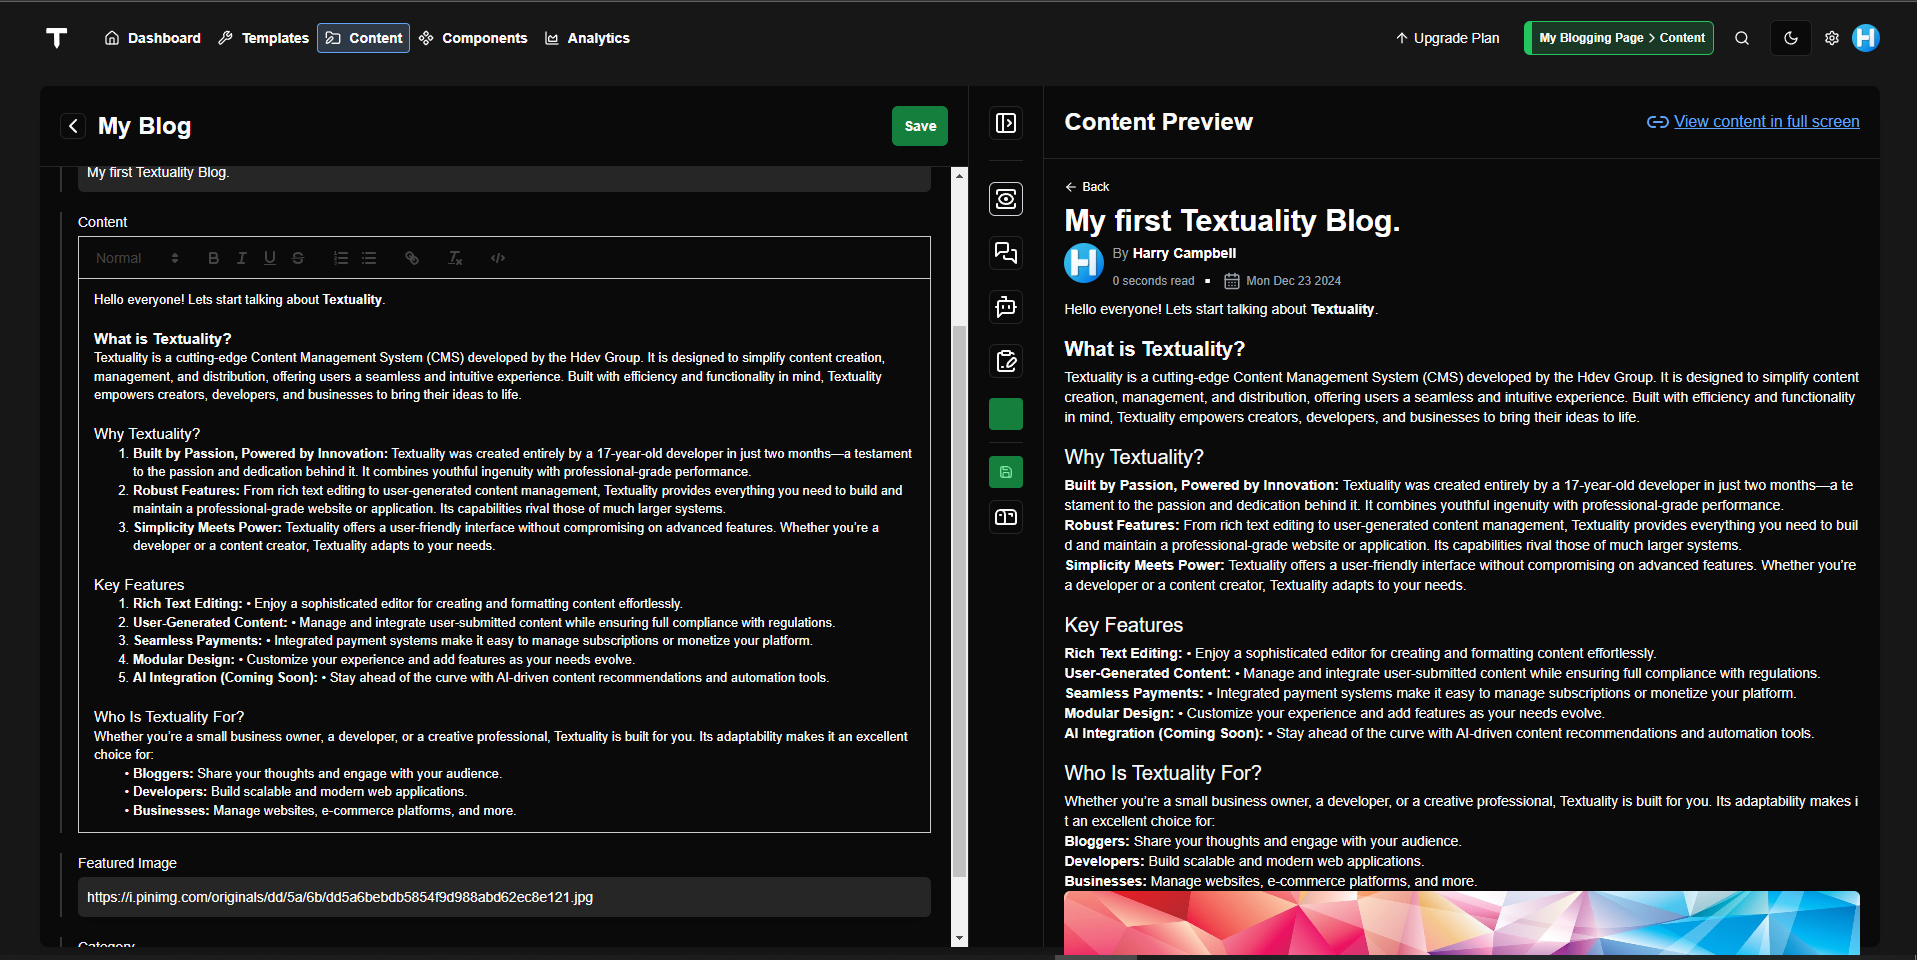 Dashboard Templates Content Components Analytics
Upgrade Plan My Blogging Page > Content
My Blog
Save
My first Textuality Blog.
Content
Normal
Hello everyone! Lets start talking about Textuality.
What is Textuality?
Textuality is a cutting-edge Content Management System (CMS) developed by the Hdev Group. It is designed to simplify content creation,
management, and distribution, offering users a seamless and intuitive experience. Built with efficiency and functionality in mind, Textuality
empowers creators, developers, and businesses to bring their ideas to life.
Why Textuality?
1. Built by Passion, Powered by Innovation: Textuality was created entirely by a 17-year-old developer in just two months—a testament
to the passion and dedication behind it. It combines youthful ingenuity with professional-grade performance.
2. Robust Features: From rich text editing to user-generated content management, Textuality provides everything you need to build and
maintain a professional-grade website or application. Its capabilities rival those of much larger systems.
3. Simplicity Meets Power: Textuality offers a user-friendly interface without compromising on advanced features. Whether you’re a
developer or a content creator, Textuality adapts to your needs.
Key Features
1. Rich Text Editing: • Enjoy a sophisticated editor for creating and formatting content effortlessly.
2. User-Generated Content: • Manage and integrate user-submitted content while ensuring full compliance with regulations.
3. Seamless Payments: • Integrated payment systems make it easy to manage subscriptions or monetize your platform.
4. Modular Design: • Customize your experience and add features as your needs evolve.
5. AI Integration (Coming Soon): • Stay ahead of the curve with AI-driven content recommendations and automation tools.
Who Is Textuality For?
Whether you’re a small business owner, a developer, or a creative professional, Textuality is built for you. Its adaptability makes it an excellent
choice for:
• Bloggers: Share your thoughts and engage with your audience.
• Developers: Build scalable and modern web applications.
• Businesses: Manage websites, e-commerce platforms, and more.
Featured Image
https://i.pinimg.com/originals/dd/5a/6b/dd5a6bebdb5854f9d988abd62ec8e121.jpg
Category
Content Preview
View content in full screen
Back
My first Textuality Blog.
By Harry Campbell
0 seconds read ▪ Mon Dec 23 2024
Hello everyone! Lets start talking about Textuality.
What is Textuality?
Textuality is a cutting-edge Content Management System (CMS) developed by the Hdev Group. It is designed to simplify content
creation, management, and distribution, offering users a seamless and intuitive experience. Built with efficiency and functionality
in mind, Textuality empowers creators, developers, and businesses to bring their ideas to life.
Why Textuality?
Built by Passion, Powered by Innovation: Textuality was created entirely by a 17-year-old developer in just two months—a te
stament to the passion and dedication behind it. It combines youthful ingenuity with professional-grade performance.
Robust Features: From rich text editing to user-generated content management, Textuality provides everything you need to buil
d and maintain a professional-grade website or application. Its capabilities rival those of much larger systems.
Simplicity Meets Power: Textuality offers a user-friendly interface without compromising on advanced features. Whether you’re
a developer or a content creator, Textuality adapts to your needs.
Key Features
Rich Text Editing: • Enjoy a sophisticated editor for creating and formatting content effortlessly.
User-Generated Content: • Manage and integrate user-submitted content while ensuring full compliance with regulations.
Seamless Payments: • Integrated payment systems make it easy to manage subscriptions or monetize your platform.
Modular Design: • Customize your experience and add features as your needs evolve.
AI Integration (Coming Soon): • Stay ahead of the curve with AI-driven content recommendations and automation tools.
Who Is Textuality For?
Whether you’re a small business owner, a developer, or a creative professional, Textuality is built for you. Its adaptability makes i
t an excellent choice for:
Bloggers: Share your thoughts and engage with your audience.
Developers: Build scalable and modern web applications.
Businesses: Manage websites, e-commerce platforms, and more.